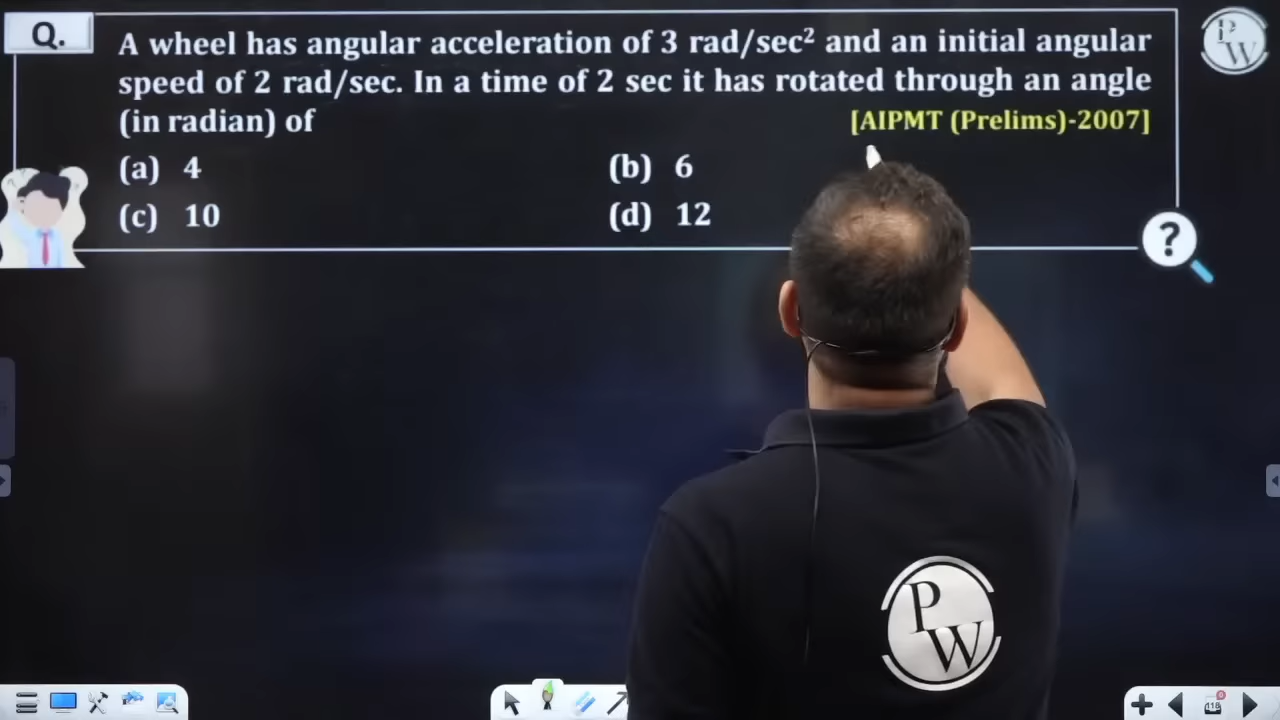 Q.
A wheel has angular acceleration of 3 rad/sec² and an initial angular
speed of 2 rad/sec. In a time of 2 sec it has rotated through an angle
(in radian) of [AIPMT (Prelims)-2007]
(a) 4 (b) 6
(c) 10 (d) 12
?
P
W
P
W
118